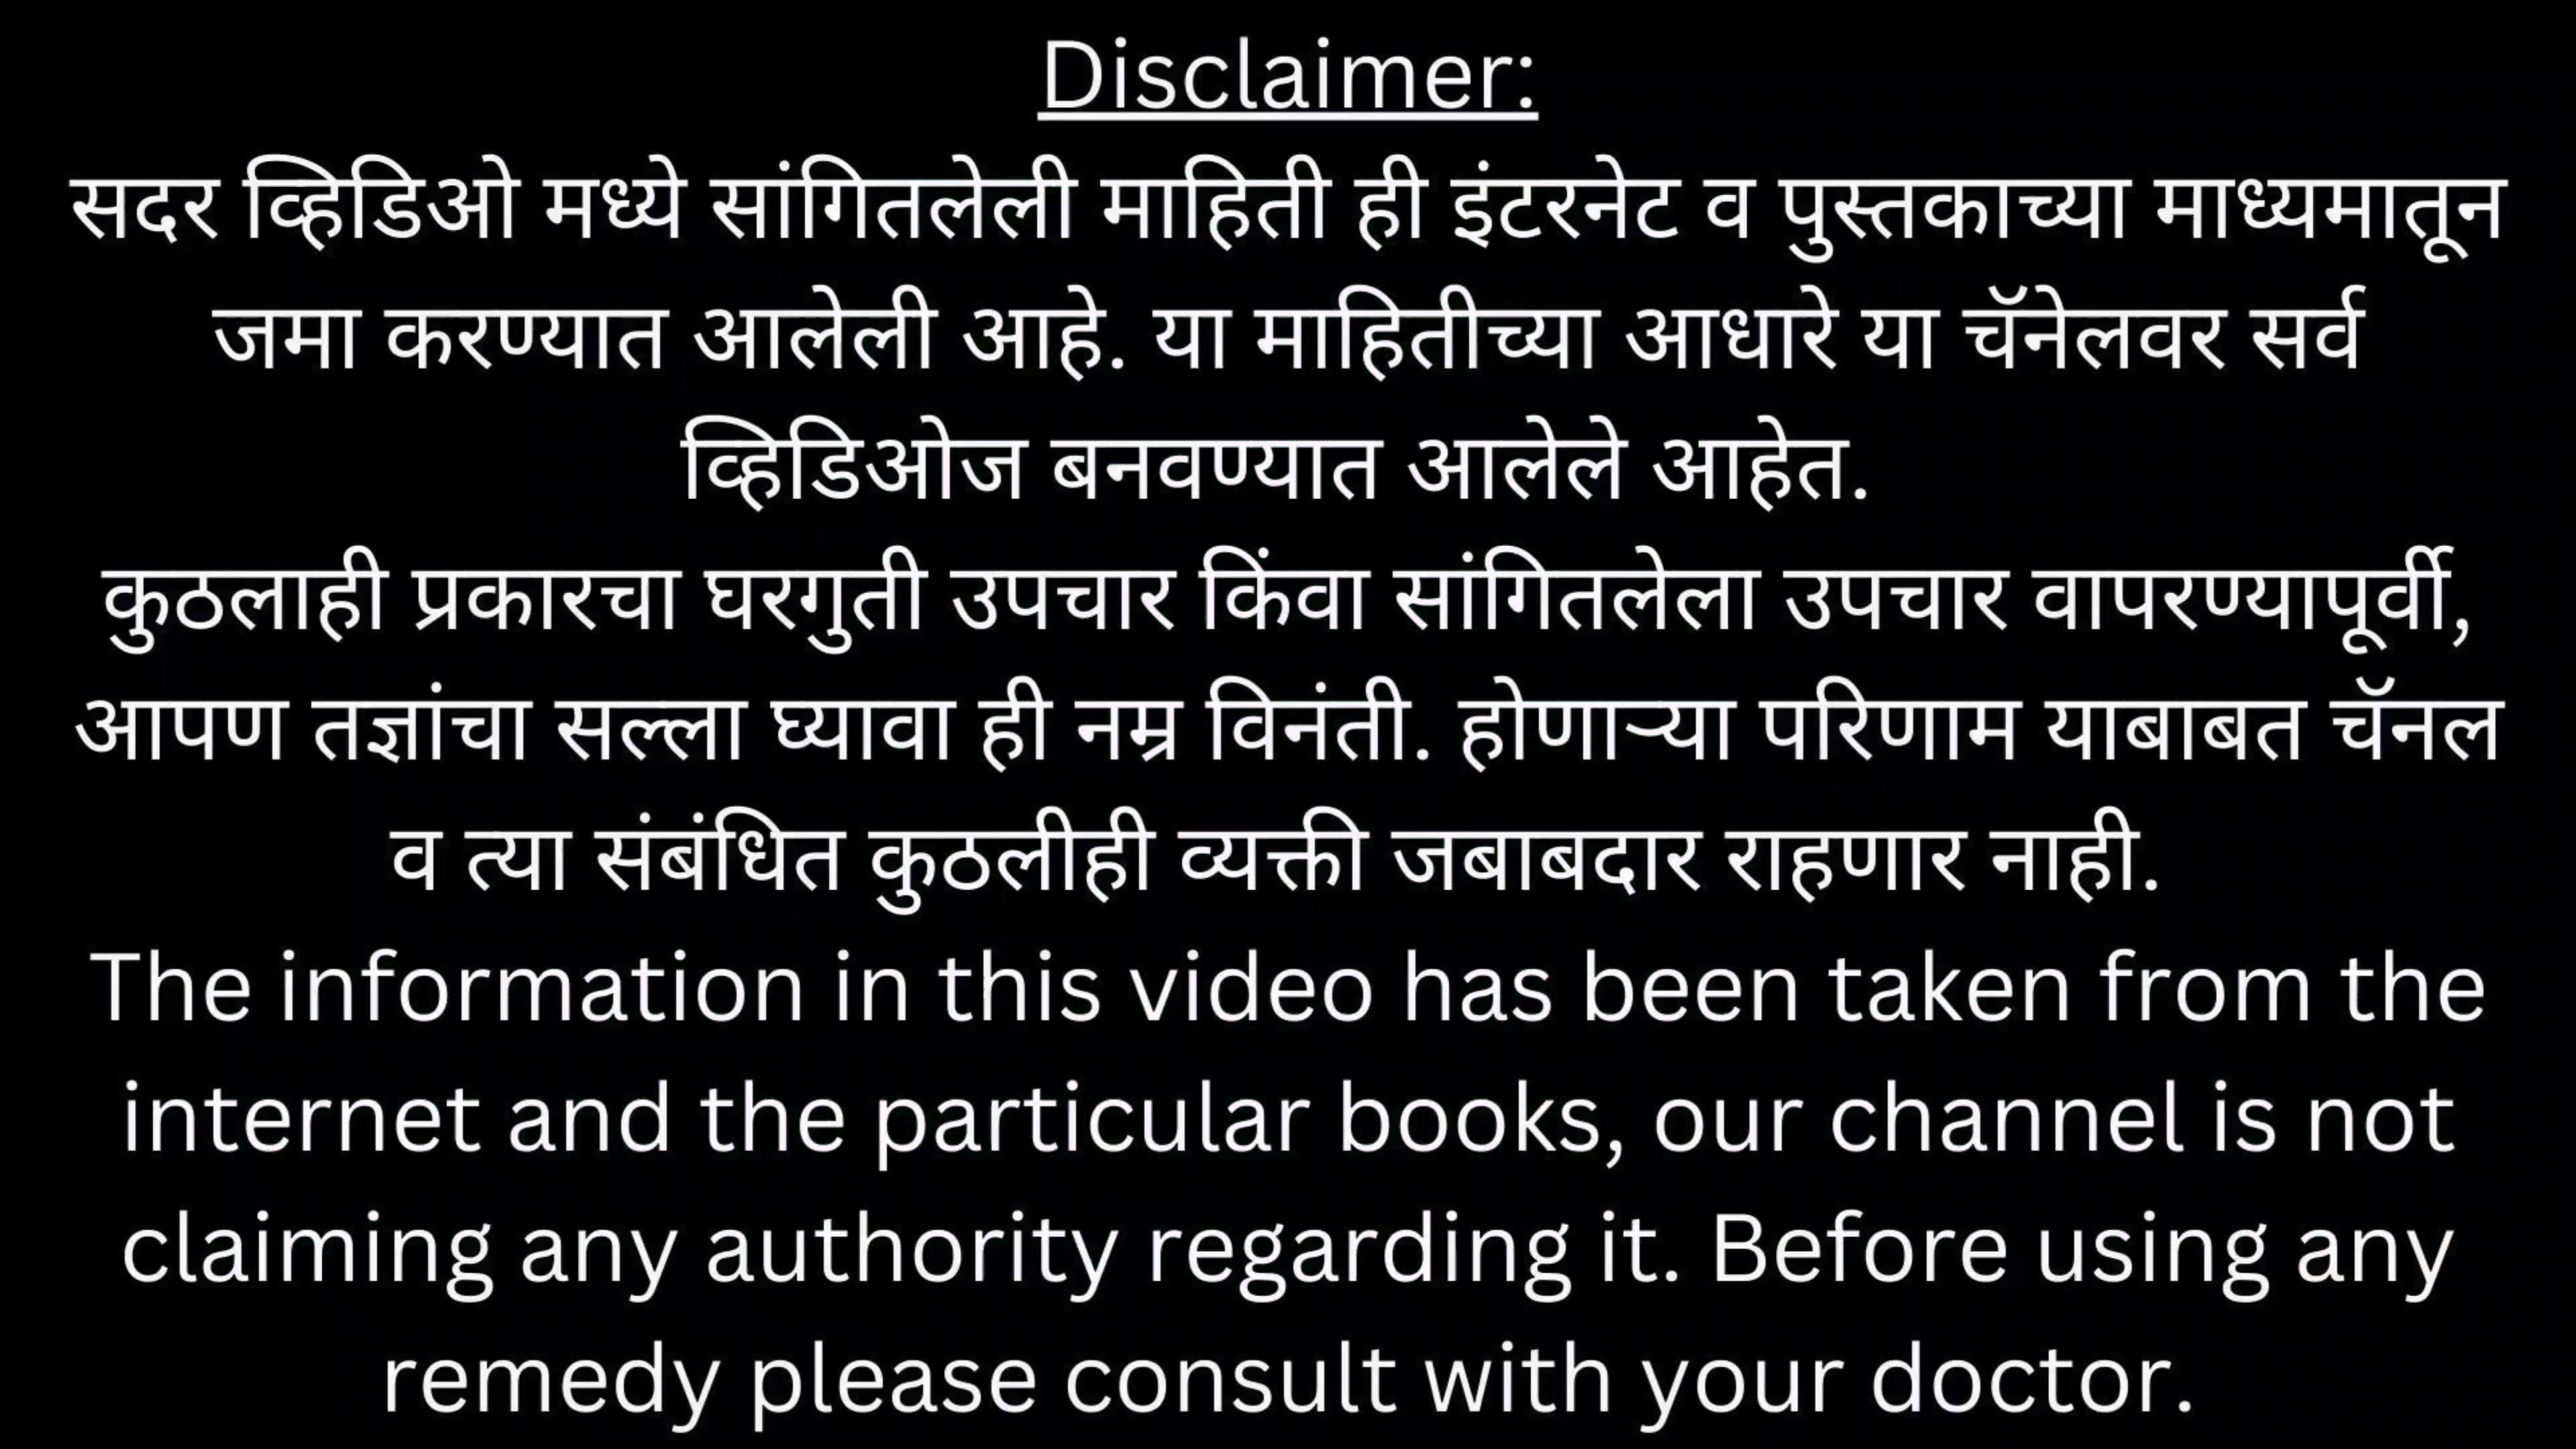 Disclaimer:
सदर व्हिडिओ मध्ये सांगितलेली माहिती ही इंटरनेट व पुस्तकाच्या माध्यमातून
जमा करण्यात आलेली आहे. या माहितीच्या आधारे या चॅनेलवर सर्व
व्हिडिओज बनवण्यात आलेले आहेत.
कुठलाही प्रकारचा घरगुती उपचार किंवा सांगितलेला उपचार वापरण्यापूर्वी,
आपण तज्ञांचा सल्ला घ्यावा ही नम्र विनंती. होणाऱ्या परिणाम याबाबत चॅनल
व त्या संबंधित कुठलीही व्यक्ती जबाबदार राहणार नाही.
The information in this video has been taken from the
internet and the particular books, our channel is not
claiming any authority regarding it. Before using any
remedy please consult with your doctor.